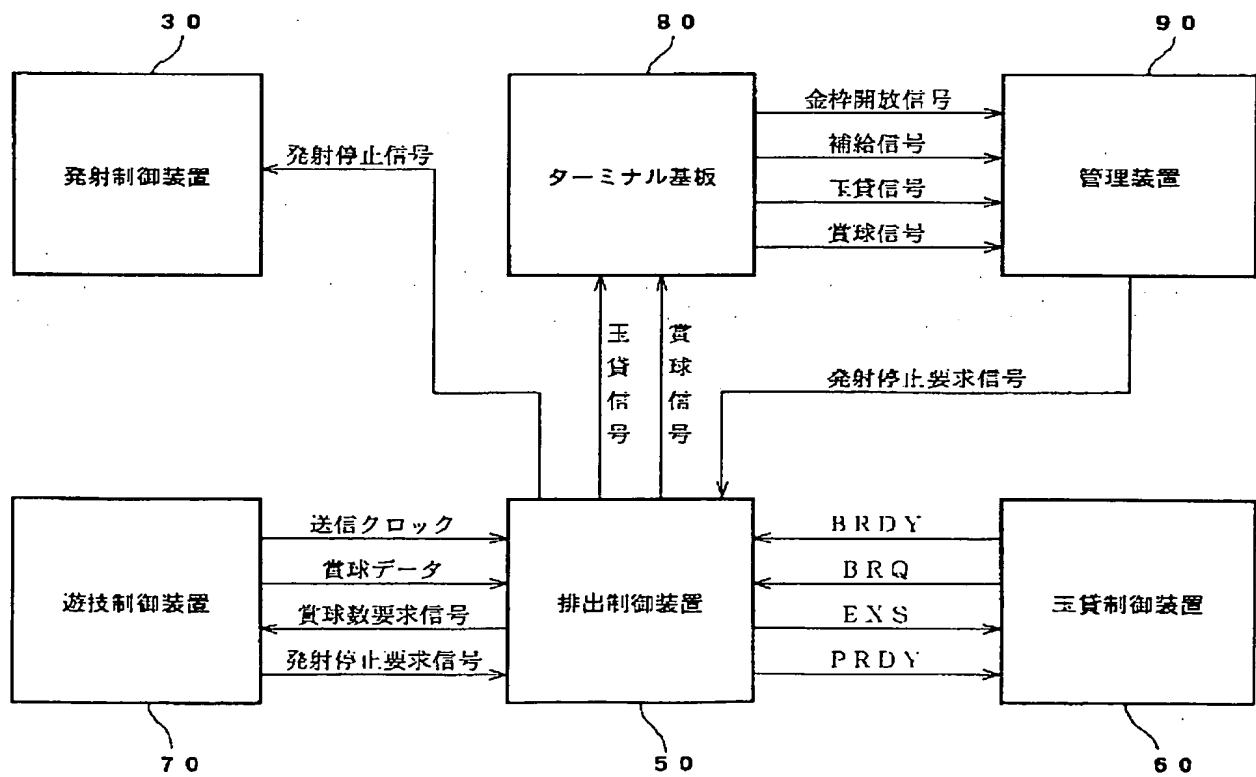 30
80
90
発射制御装置
発射停止信号
ターミナル基板
金枠開放信号
補給信号
玉貸信号
賞球信号
管理装置
玉貸信号
賞球信号
発射停止要求信号
遊技制御装置
送信クロック
賞球データ
賞球数要求信号
発射停止要求信号
排出制御装置
BRDY
BRQ
EXS
PRDY
玉貸制御装置
70
50
60